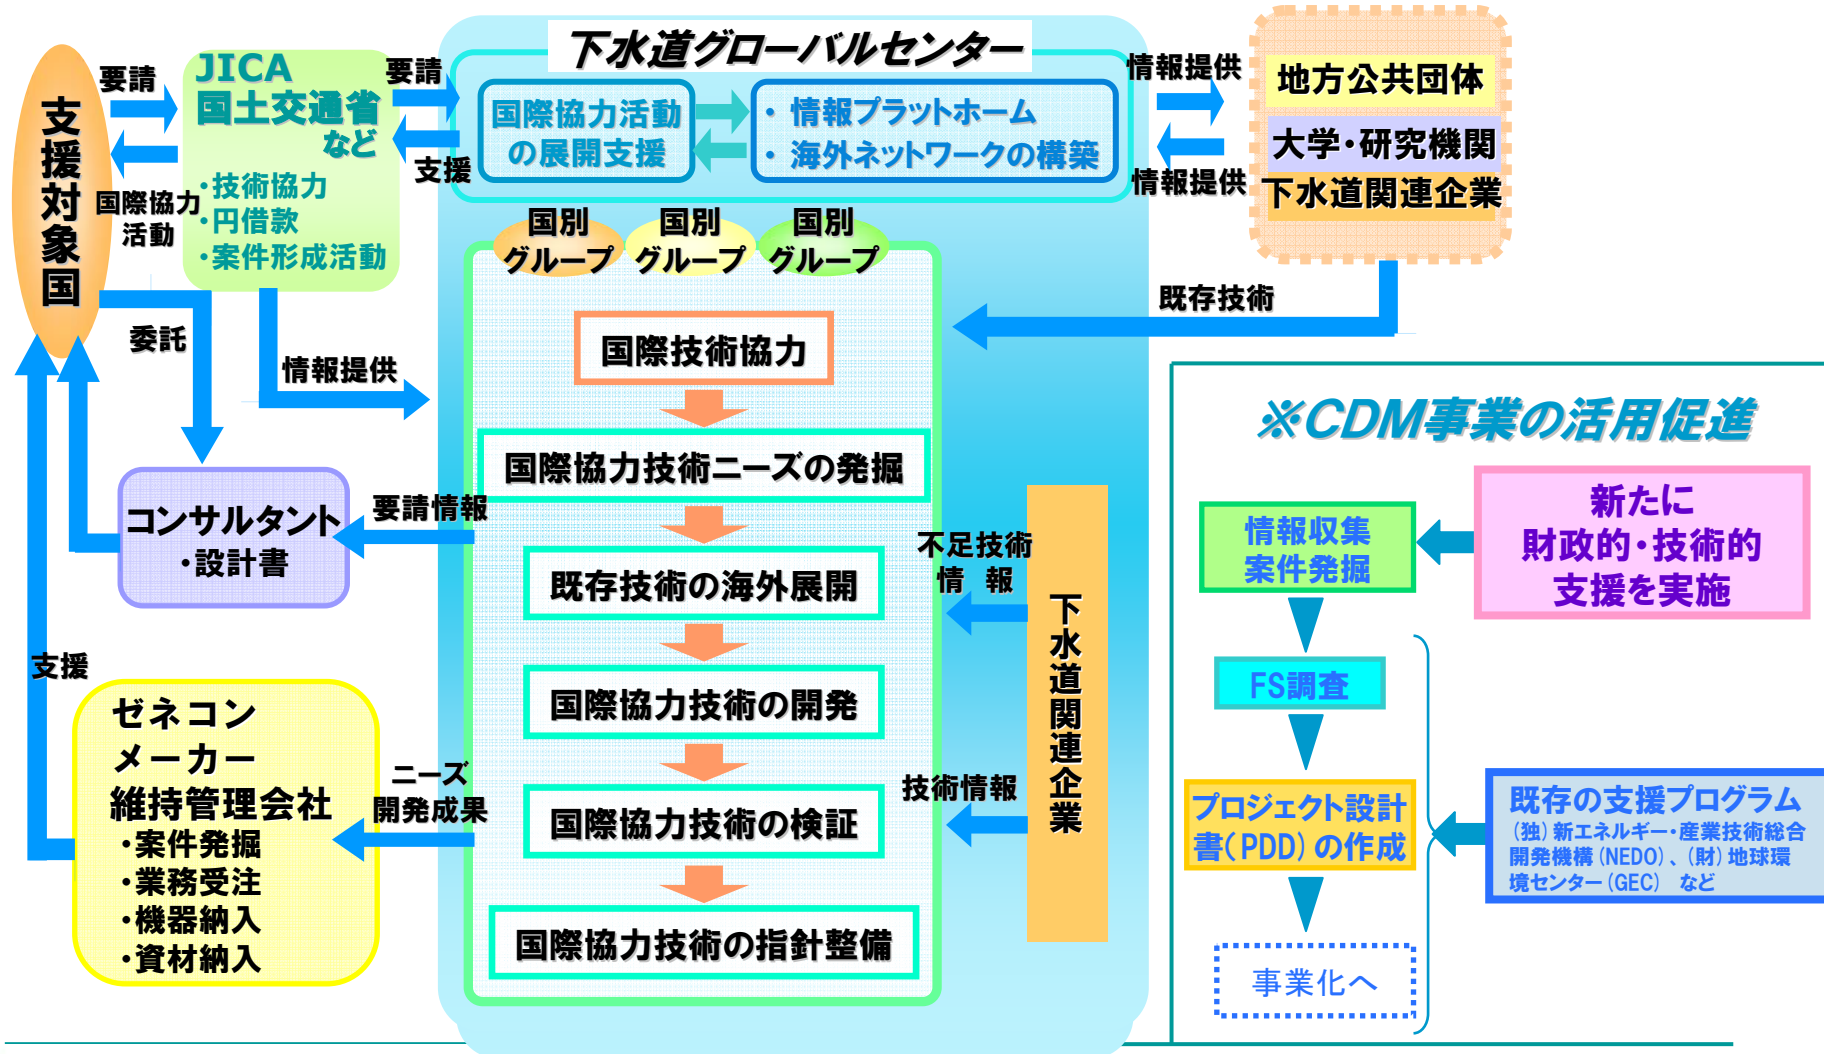 下水道グローバルセンター
支援対象国
要請
国際協力
活動
JICA
国土交通省
など
・技術協力
・円借款
・案件形成活動
要請
支援
国際協力活動
の展開支援
・ 情報プラットホーム
・ 海外ネットワークの構築
情報提供
情報提供
地方公共団体
大学・研究機関
下水道関連企業
国別
グループ
国別
グループ
国別
グループ
既存技術
委託
情報提供
国際技術協力
国際協力技術ニーズの発掘
既存技術の海外展開
国際協力技術の開発
国際協力技術の検証
国際協力技術の指針整備
コンサルタント
・設計書
要請情報
不足技術
情 報
技術情報
下水道関連企業
支援
ゼネコン
メーカー
維持管理会社
・案件発掘
・業務受注
・機器納入
・資材納入
ニーズ
開発成果
※CDM事業の活用促進
情報収集
案件発掘
新たに
財政的・技術的
支援を実施
FS調査
プロジェクト設計
書(PDD)の作成
事業化へ
既存の支援プログラム
(独)新エネルギー・産業技術総合
開発機構(NEDO)、(財)地球環
境センター(GEC) など